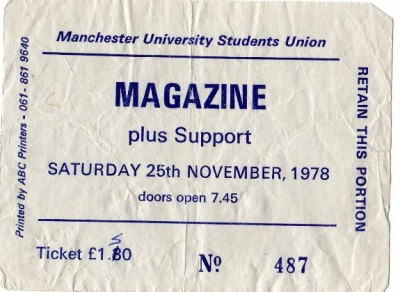 Manchester University Students Union
MAGAZINE
plus Support
SATURDAY 25th NOVEMBER, 1978
doors open 7.45
Ticket £1.50
Nº 487
RETAIN THIS PORTION
Printed by ABC Printers - 061- 861 9640